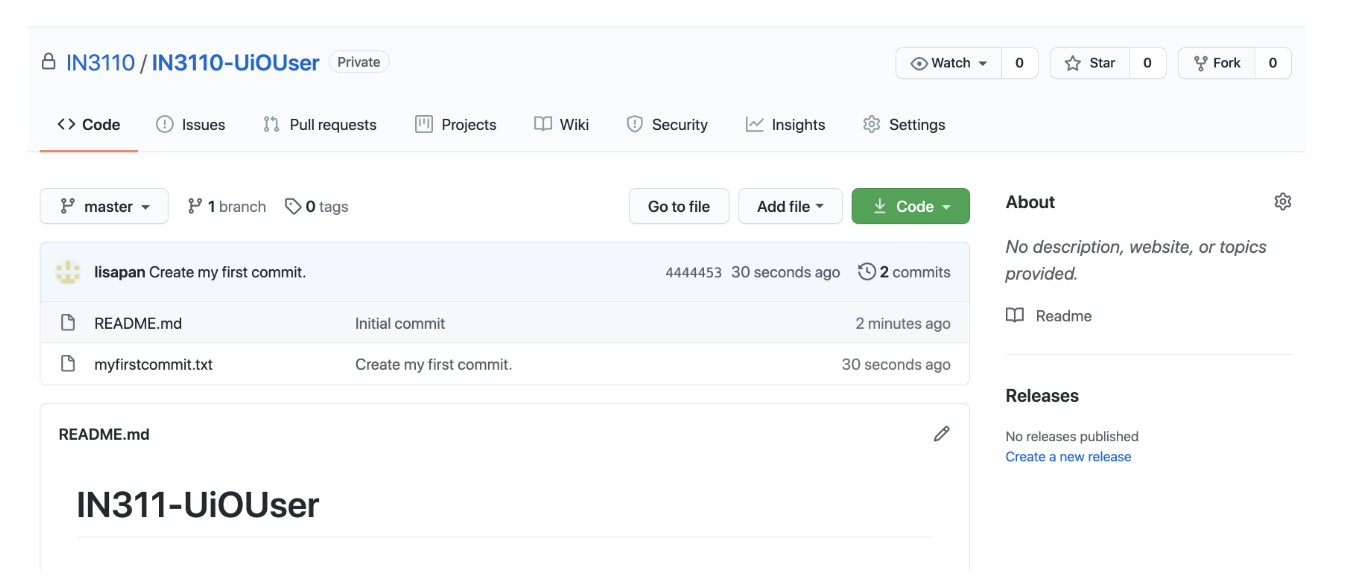 IN3110 / IN3110-UiOUser Private Watch 0 Star 0 Fork 0
Code Issues Pull requests Projects Wiki Security Insights Settings
master 1 branch 0 tags Go to file Add file Code
lisapan Create my first commit. 4444453 30 seconds ago 2 commits
README.md Initial commit 2 minutes ago
myfirstcommit.txt Create my first commit. 30 seconds ago
README.md
IN311-UiOUser
About
No description, website, or topics
provided.
Readme
Releases
No releases published
Create a new release